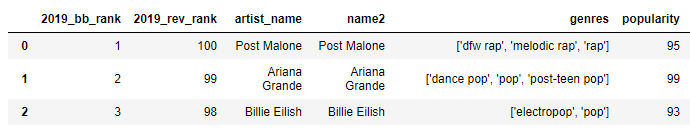 2019_bb_rank 2019_rev_rank artist_name name2 genres popularity
0 1 100 Post Malone Post Malone ['dfw rap', 'melodic rap', 'rap'] 95
1 2 99 Ariana Grande Ariana Grande ['dance pop', 'pop', 'post-teen pop'] 99
2 3 98 Billie Eilish Billie Eilish ['electropop', 'pop'] 93